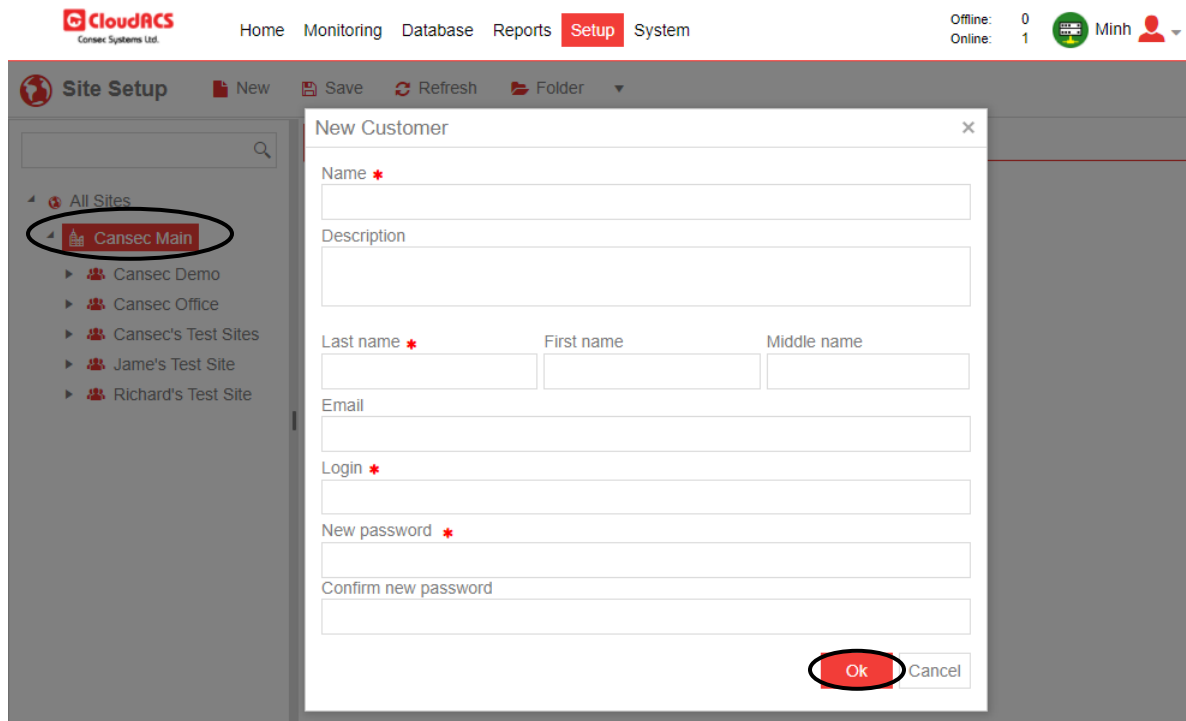 CloudACS
Consec Systems Ltd.
Home Monitoring Database Reports Setup System
Offline: 0
Online: 1
Minh
Site Setup New Save Refresh Folder
New Customer
Name *
Description
Last name * First name Middle name
Email
Login *
New password *
Confirm new password
Ok Cancel
All Sites
Cansec Main
Cansec Demo
Cansec Office
Cansec's Test Sites
Jame's Test Site
Richard's Test Site